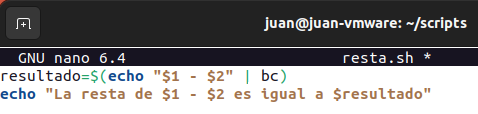 juan@juan-vmware: ~/scripts
GNU nano 6.4 resta.sh *
resultado=$(echo "$1 - $2" | bc)
echo "La resta de $1 - $2 es igual a $resultado"